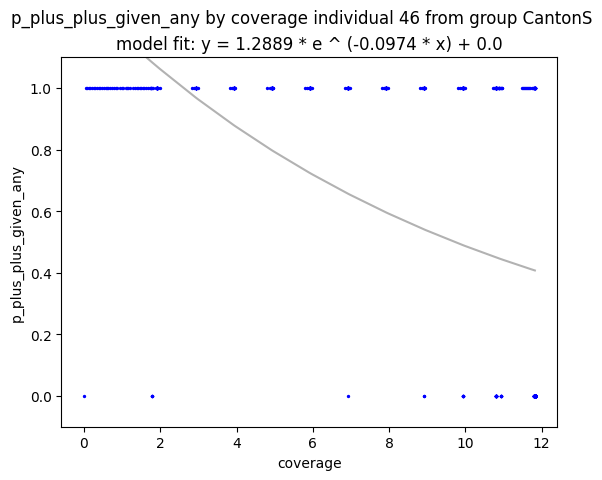 p_plus_plus_given_any by coverage individual 46 from group CantonS
model fit: y = 1.2889 * e ^ (-0.0974 * x) + 0.0
1.0
0.8
0.6
0.4
0.2
0.0
p_plus_plus_given_any
0 2 4 6 8 10 12
coverage